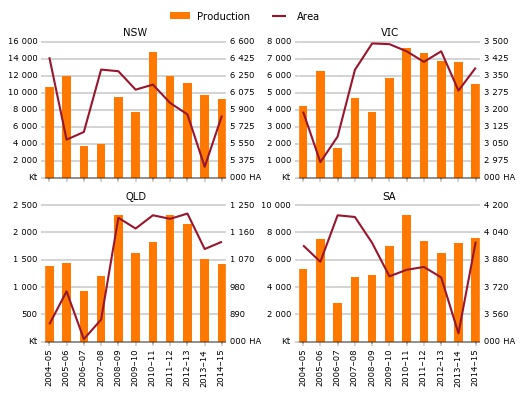 Production Area
NSW VIC
16 000 6 600 8 000 3 500
14 000 6 425 7 000 3 425
12 000 6 250 6 000 3 350
10 000 6 075 5 000 3 275
8 000 5 900 4 000 3 200
6 000 5 725 3 000 3 125
4 000 5 550 2 000 3 050
2 000 5 375 1 000 2 975
Kt 000 HA Kt 000 HA
QLD SA
2 500 1 250 10 000 4 200
2 000 1 160 8 000 4 040
1 500 1 070 6 000 3 880
1 000 980 4 000 3 720
500 890 2 000 3 560
Kt 000 HA Kt 000 HA
2004–05 2005–06 2006–07 2007–08 2008–09 2009–10 2010–11 2011–12 2012–13 2013–14 2014–15 2004–05 2005–06 2006–07 2007–08 2008–09 2009–10 2010–11 2011–12 2012–13 2013–14 2014–15